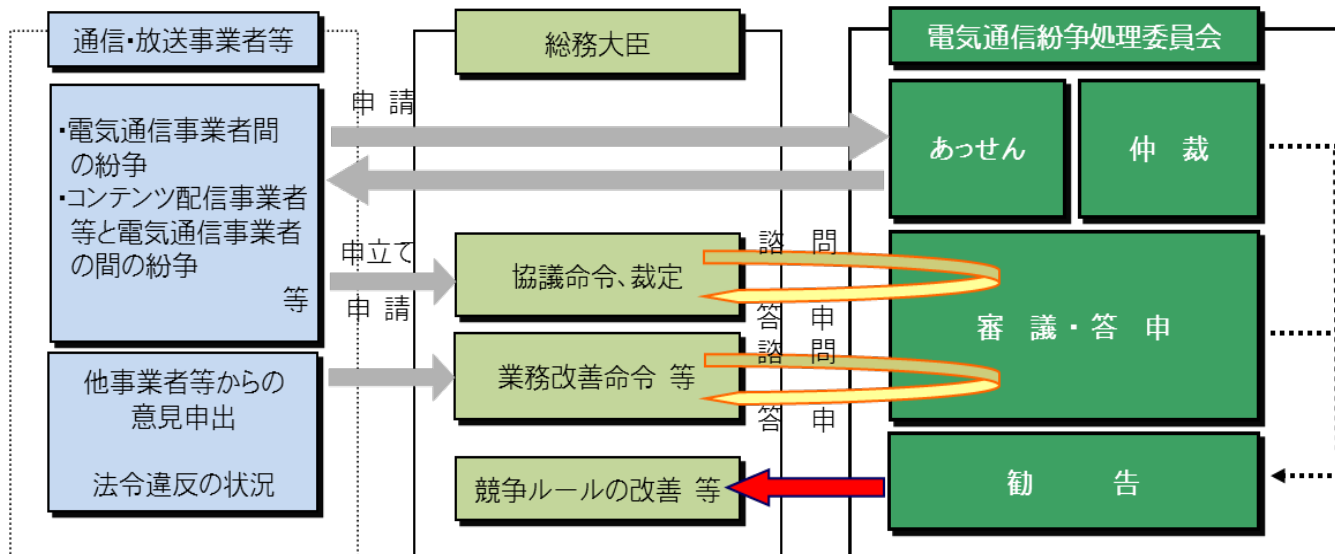 通信・放送事業者等
・電気通信事業者間
の紛争
・コンテンツ配信事業者
等と電気通信事業者
の間の紛争
等
他事業者等からの
意見申出
法令違反の状況
申 請
申立て
申 請
総務大臣
協議命令、裁定
業務改善命令 等
競争ルールの改善 等
諮 問
答 申
諮 問
答 申
電気通信紛争処理委員会
あっせん
仲 裁
審 議・答 申
勧 告